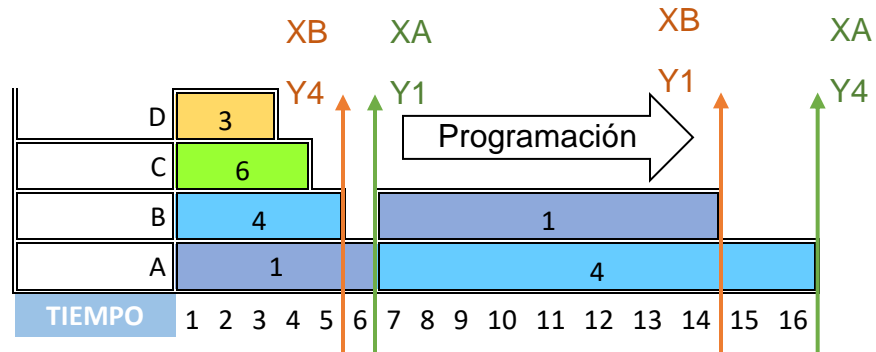 XB XA XB XA
Y4 Y1 Y1 Y4
Programación
D 3
C 6
B 4 1
A 1 4
TIEMPO 1 2 3 4 5 6 7 8 9 10 11 12 13 14 15 16